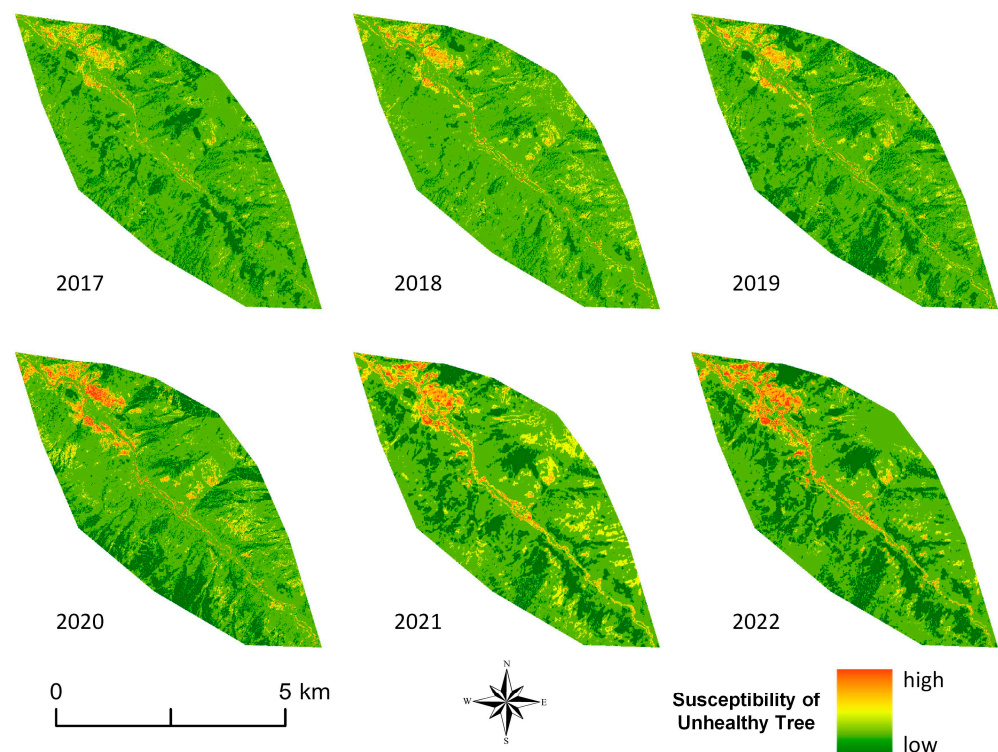 2017
2018
2019
2020
2021
2022
0
5 km
N
W
E
S
Susceptibility of
Unhealthy Tree
high
low